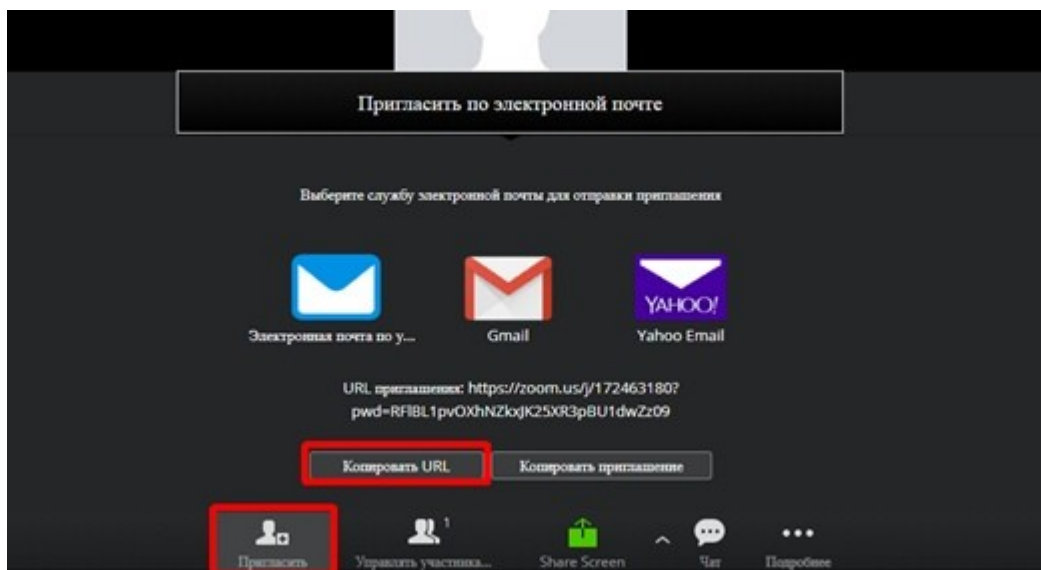 Пригласить по электронной почте
Выберите службу электронной почты для отправки приглашения
YAHOO!
Электронная почта по у...
Gmail
Yahoo Email
URL приглашения: https://zoom.us/j/172463180?
pwd=RFlBL1pvOXhNZkxJK25XR3pBU1dwZz09
Копировать URL
Копировать приглашение
1
Пригласить
Управлять участника...
Share Screen
Чат
Подробнее